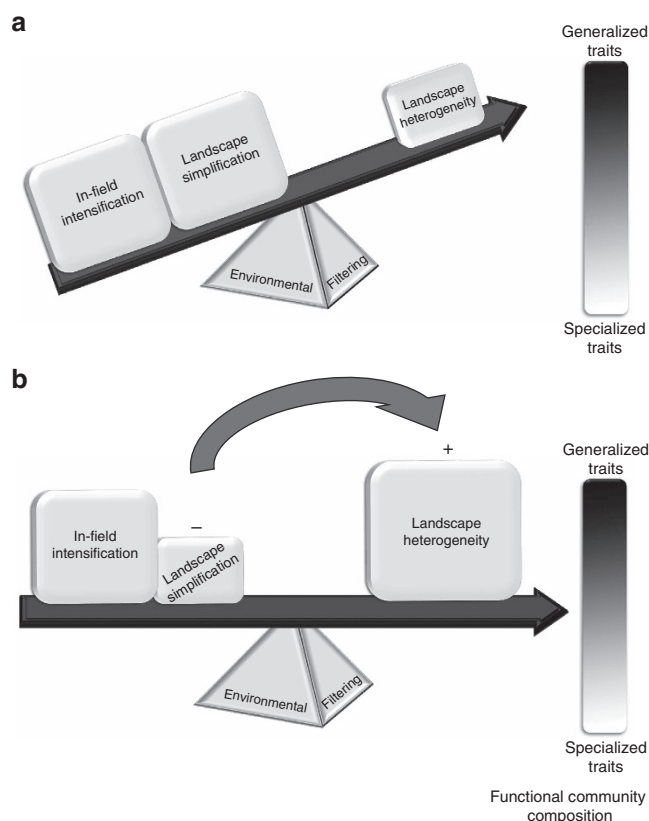 a
Generalized
traits
Landscape
heterogeneity
Landscape
simplification
In-field
intensification
Environmental
Filtering
Specialized
traits
b
Generalized
traits
+
Landscape
heterogeneity
In-field
intensification
–
Landscape
simplification
Environmental
Filtering
Specialized
traits
Functional community
composition